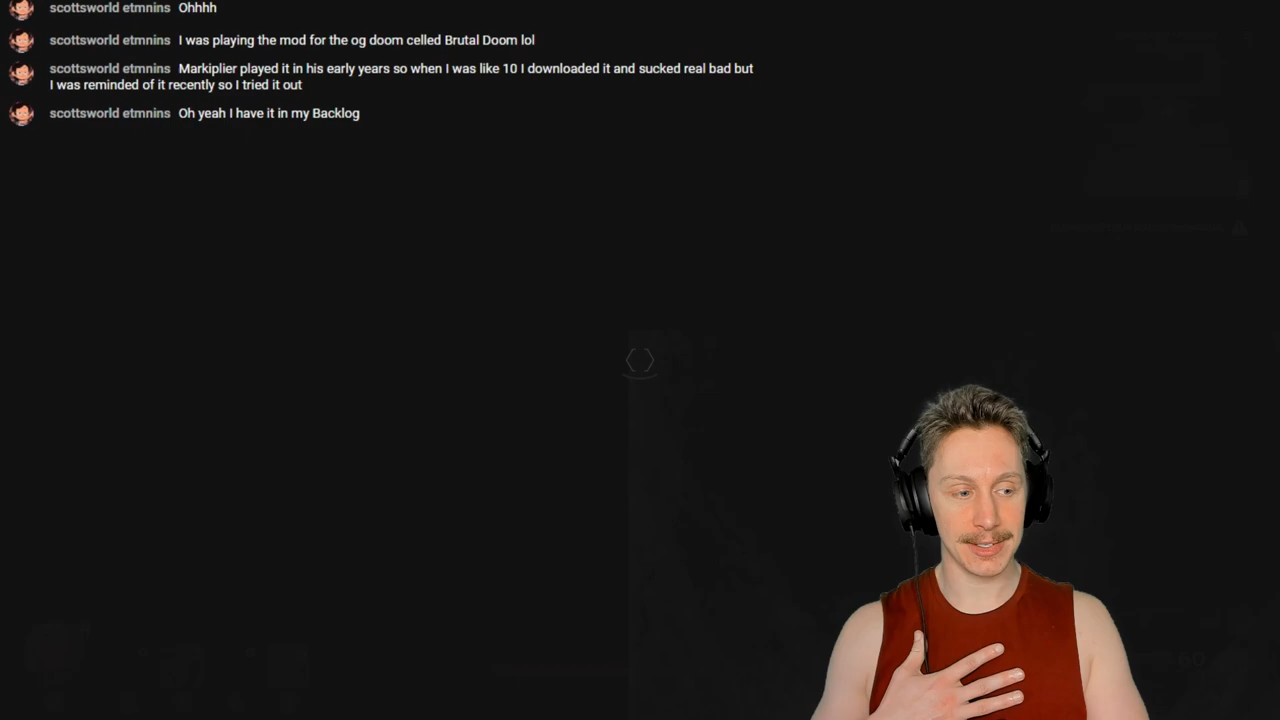 scottsworld etmnins Ohhhh
scottsworld etmnins I was playing the mod for the og doom celled Brutal Doom lol
scottsworld etmnins Markiplier played it in his early years so when I was like 10 I downloaded it and sucked real bad but
I was reminded of it recently so I tried it out
scottsworld etmnins Oh yeah I have it in my Backlog
60